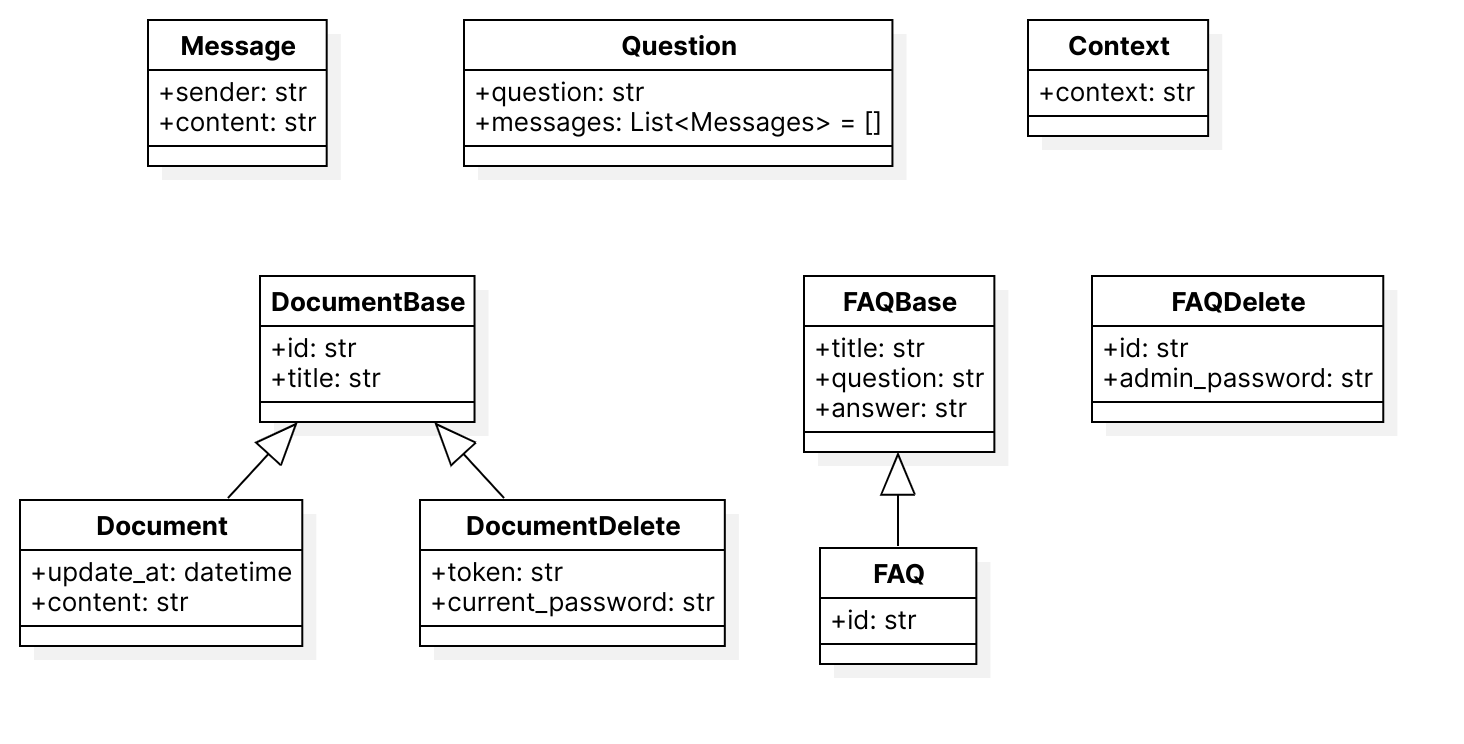 Message
+sender: str
+content: str
Question
+question: str
+messages: List<Messages> = []
Context
+context: str
DocumentBase
+id: str
+title: str
FAQBase
+title: str
+question: str
+answer: str
FAQDelete
+id: str
+admin_password: str
Document
+update_at: datetime
+content: str
DocumentDelete
+token: str
+current_password: str
FAQ
+id: str